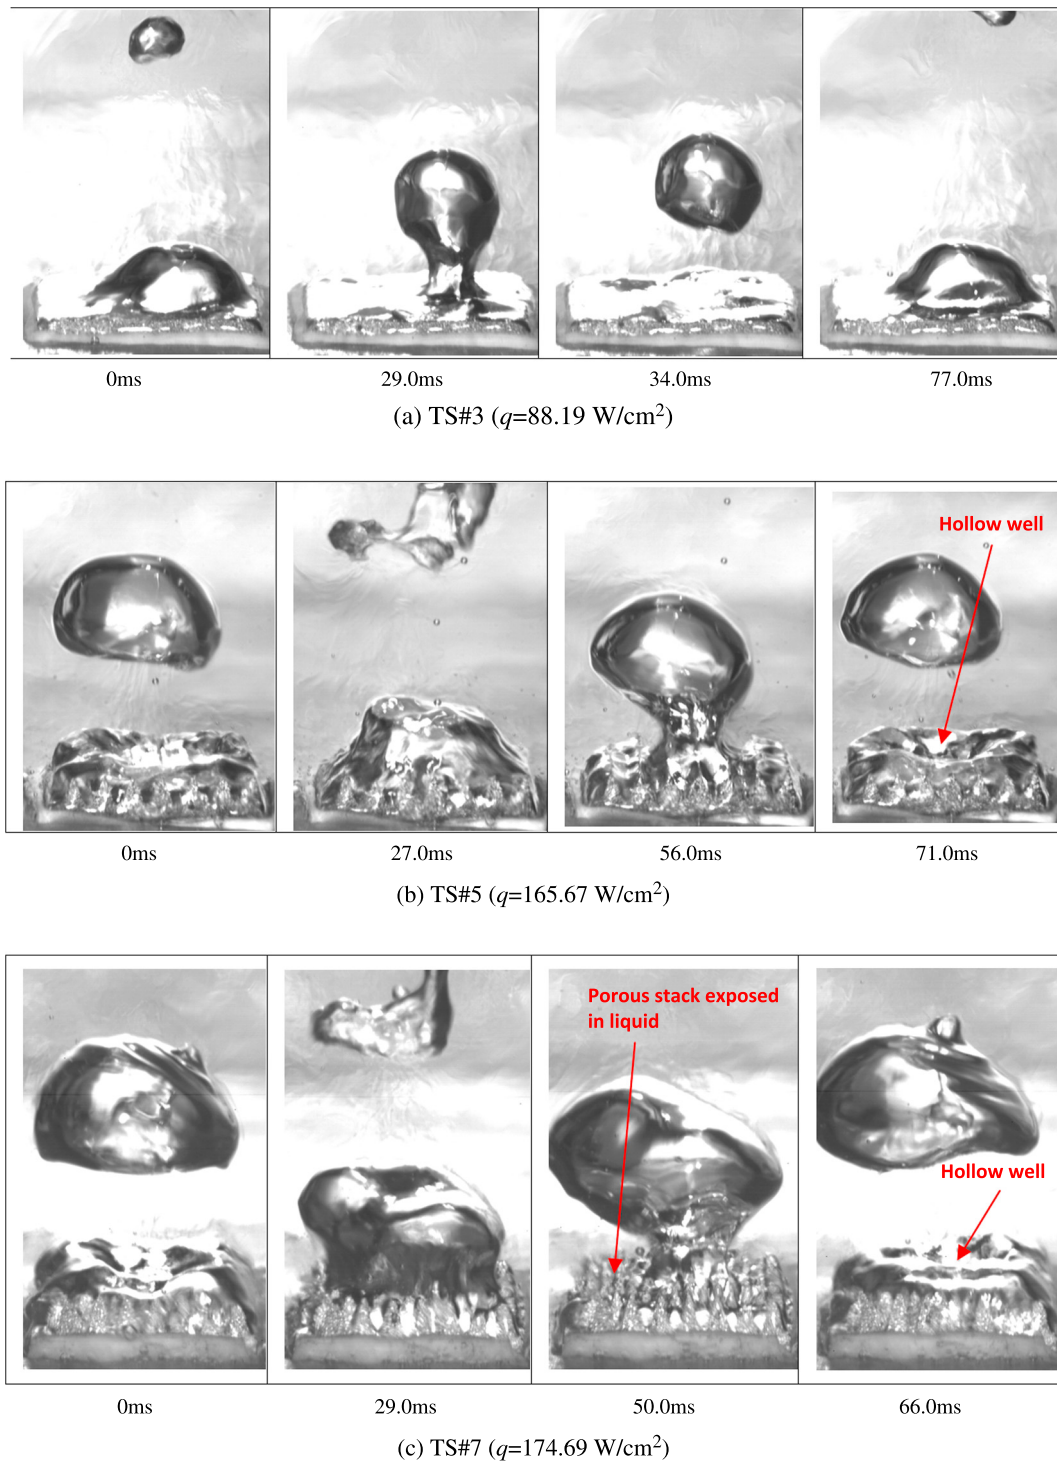 0ms 29.0ms 34.0ms 77.0ms
(a) TS#3 (q=88.19 W/cm²)
Hollow well
0ms 27.0ms 56.0ms 71.0ms
(b) TS#5 (q=165.67 W/cm²)
Porous stack exposed
in liquid
Hollow well
0ms 29.0ms 50.0ms 66.0ms
(c) TS#7 (q=174.69 W/cm²)